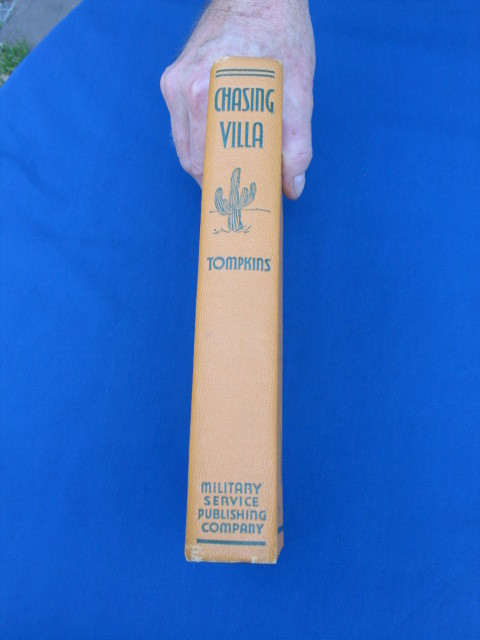 CHASING
VILLA
TOMPKINS
MILITARY
SERVICE
PUBLISHING
COMPANY